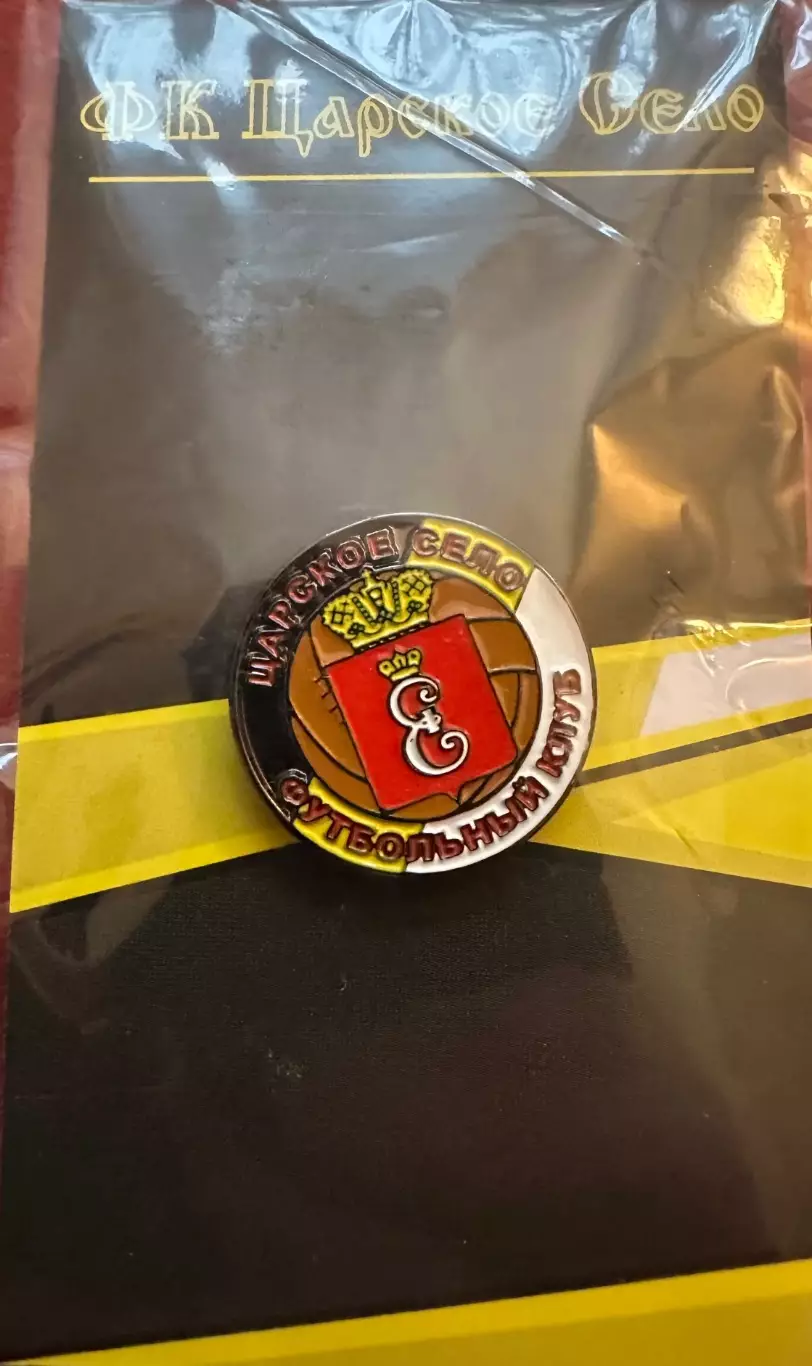 ФК Царское Село
ЦАРСКОЕ СЕЛО
ФУТБОЛЬНЫЙ КЛУБ